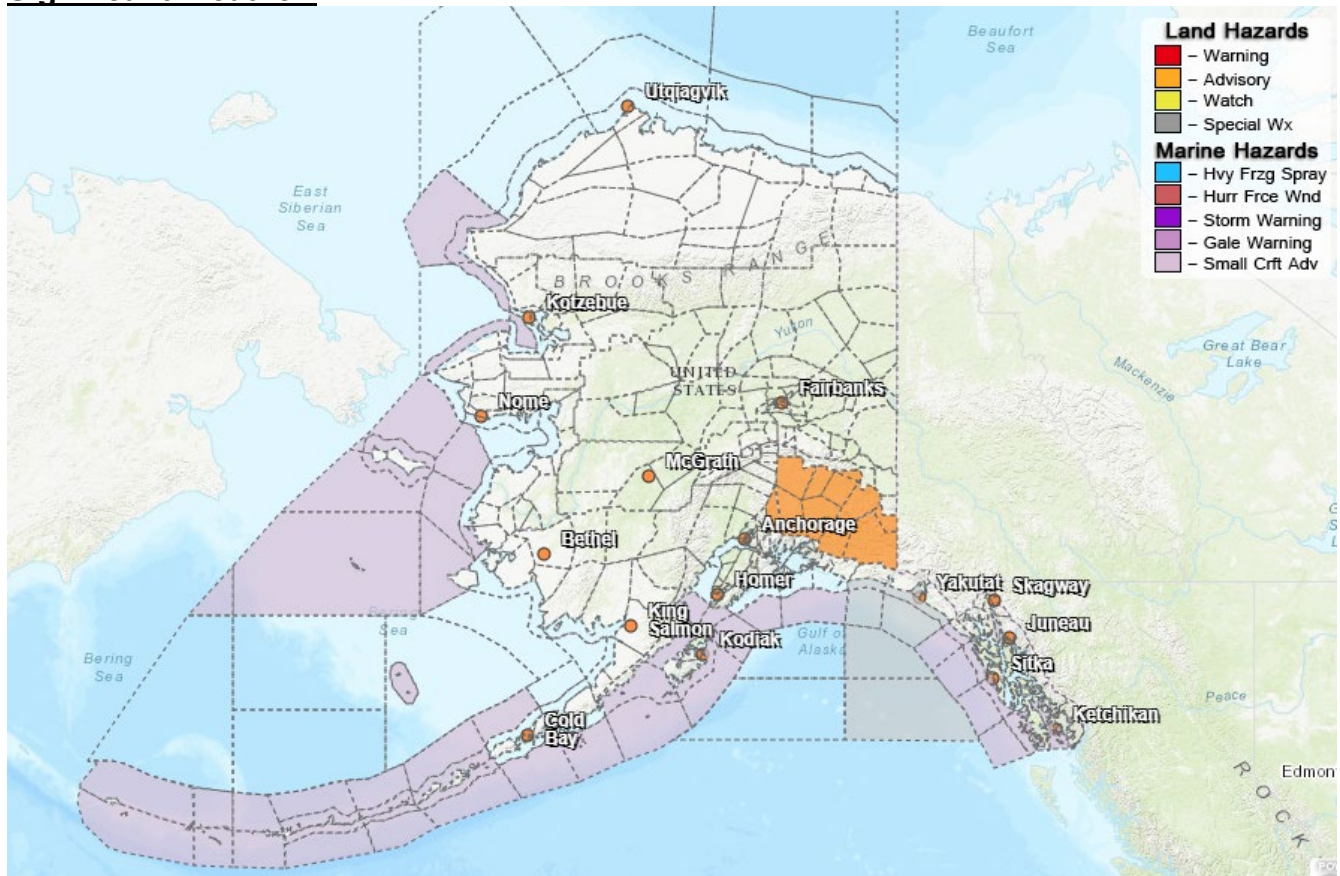 Utqiagvik
Beaufort
Sea
Land Hazards
– Warning
– Advisory
– Watch
– Special Wx
Marine Hazards
– Hvy Frzg Spray
– Hurr Frce Wnd
– Storm Warning
– Gale Warning
– Small Crft Adv
East
Siberian
Sea
BROOKS RANGE
Kotzebue
Yukon
Great Bear
Lake
Mackenzie
UNITED
STATES
Fairbanks
Nome
McGrath
Anchorage
Bethel
Homer
Yakutat
Skagway
King
Salmon
Juneau
Kodiak
Gulf of
Alaska
Bering
Sea
Sitka
Bering
Sea
Peace
Ketchikan
Cold
Bay
Edmon
ROCK